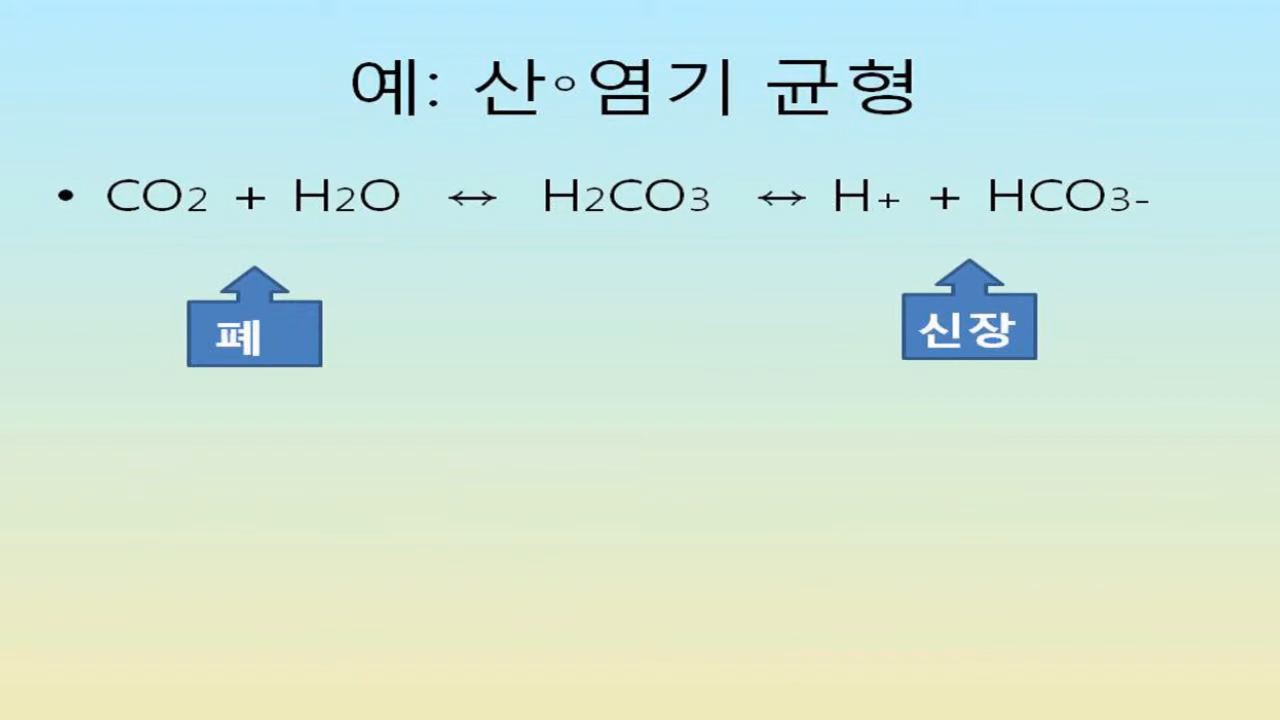 예: 산∘염기 균형
• CO2 + H2O ↔ H2CO3 ↔ H+ + HCO3-
폐
신장